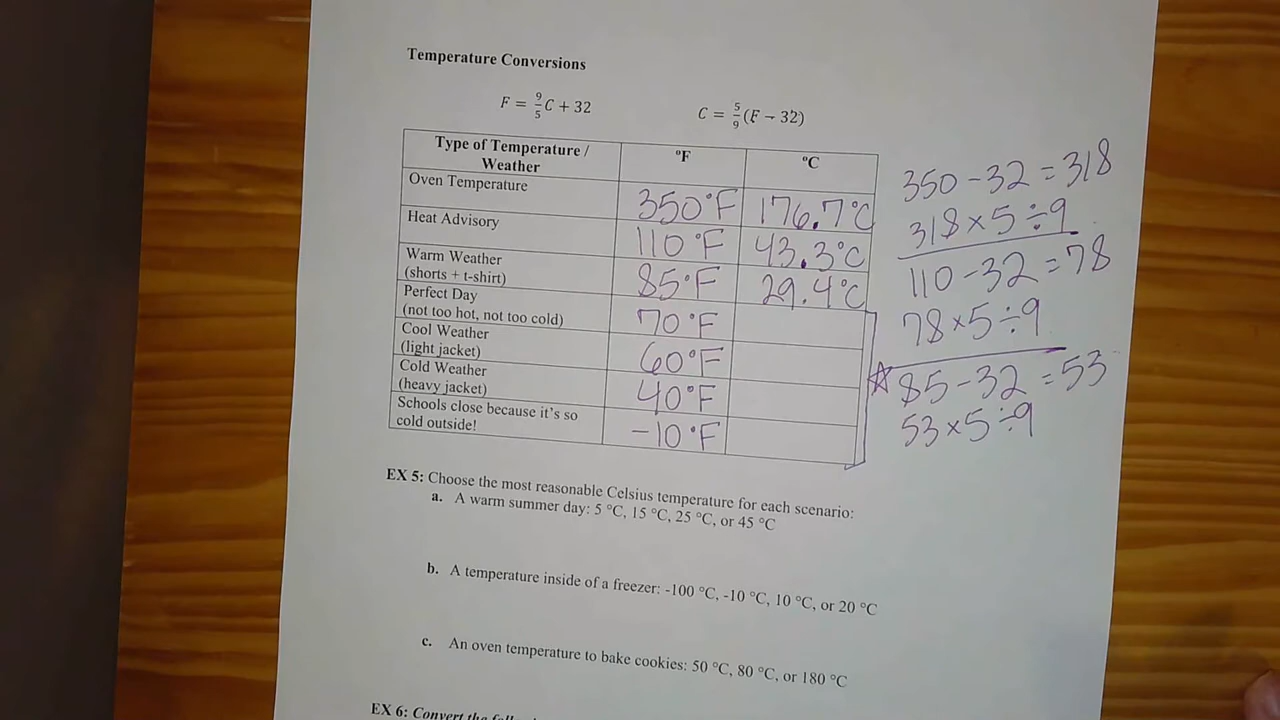 Temperature Conversions
F = 9/5 C + 32
C = 5/9 (F − 32)
Type of Temperature / Weather
°F
°C
Oven Temperature
350°F
176.7°C
Heat Advisory
110°F
43.3°C
Warm Weather
(shorts + t-shirt)
85°F
29.4°C
Perfect Day
(not too hot, not too cold)
70°F
Cool Weather
(light jacket)
60°F
Cold Weather
(heavy jacket)
40°F
Schools close because it's so
cold outside!
−10°F
350 − 32 = 318
318 × 5 ÷ 9
110 − 32 = 78
78 × 5 ÷ 9
☆ 85 − 32 = 53
53 × 5 ÷ 9
EX 5: Choose the most reasonable Celsius temperature for each scenario:
a. A warm summer day: 5 °C, 15 °C, 25 °C, or 45 °C
b. A temperature inside of a freezer: -100 °C, -10 °C, 10 °C, or 20 °C
c. An oven temperature to bake cookies: 50 °C, 80 °C, or 180 °C
EX 6: Convert the